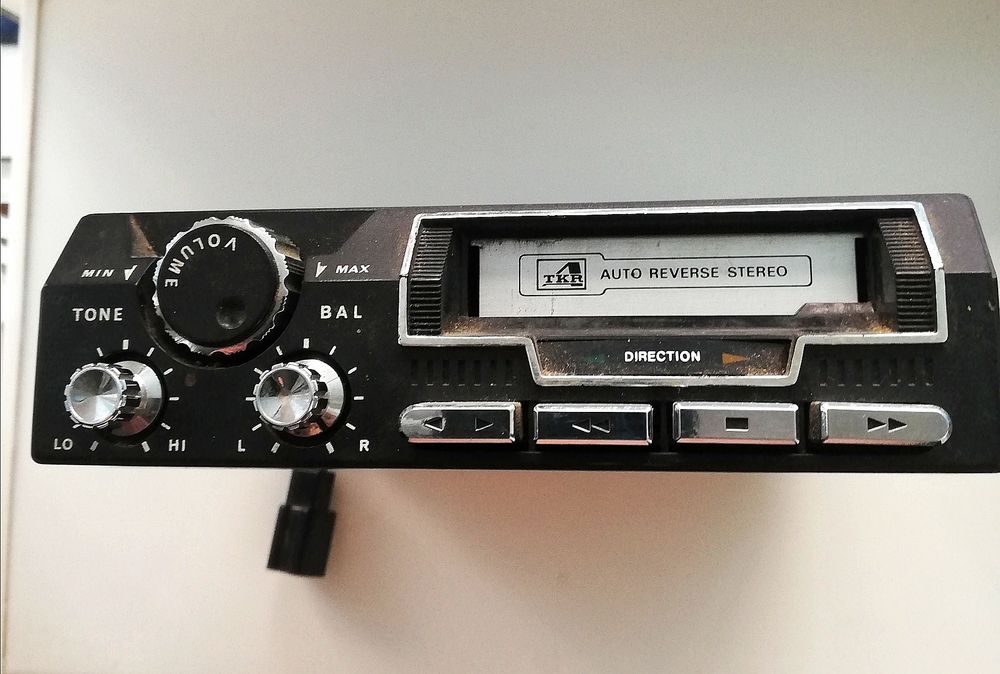 VOLUME
MIN MAX
TONE BAL
LO HI L R
TKR AUTO REVERSE STEREO
DIRECTION